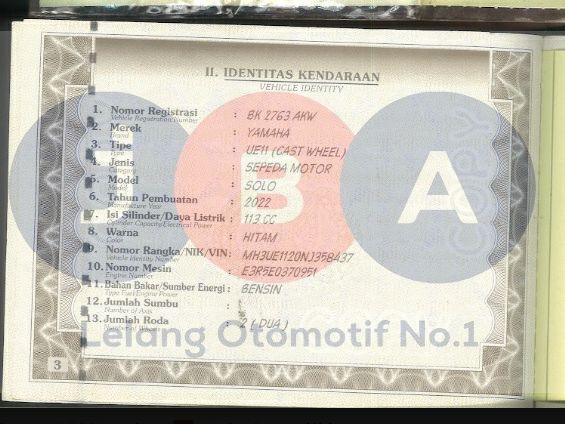 II. IDENTITAS KENDARAAN
VEHICLE IDENTITY
1. Nomor Registrasi : BK 2763 AKW
Vehicle Registration Number
2. Merek : YAMAHA
Brand
3. Tipe : UE11 (CAST WHEEL)
Type
4. Jenis : SEPEDA MOTOR
Category
5. Model : SOLO
Model
6. Tahun Pembuatan : 2022
Manufacture Year
7. Isi Silinder/Daya Listrik : 113 CC
Cylinder Capacity/Electrical Power
8. Warna : HITAM
Color
9. Nomor Rangka/NIK/VIN : MH3UE1120NJ358437
Vehicle Identity Number
10. Nomor Mesin : E3R5E0370951
Engine Number
11. Bahan Bakar/Sumber Energi : BENSIN
Type Fuel/Engine Power
12. Jumlah Sumbu :
Number of Axis
13. Jumlah Roda : 2 ( DUA )
Number of Wheel
I B A
Lelang Otomotif No.1
3